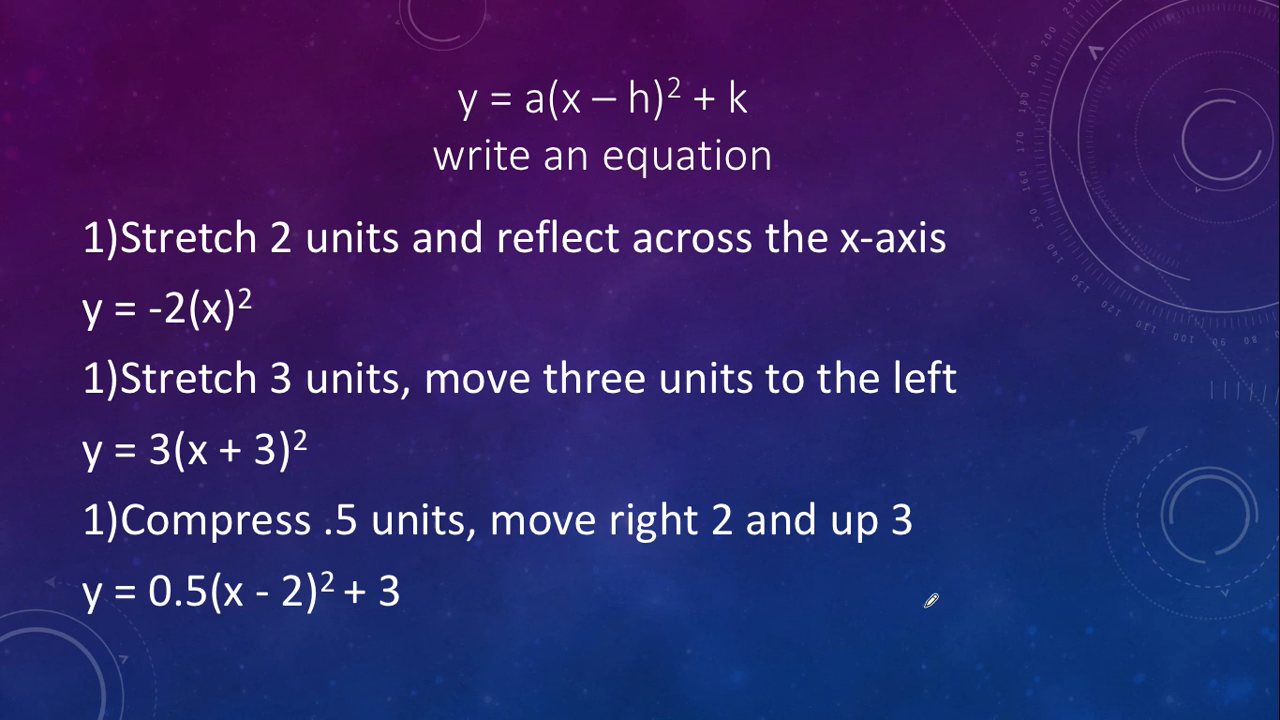 y = a(x – h)² + k
write an equation
1)Stretch 2 units and reflect across the x-axis
y = -2(x)²
1)Stretch 3 units, move three units to the left
y = 3(x + 3)²
1)Compress .5 units, move right 2 and up 3
y = 0.5(x - 2)² + 3